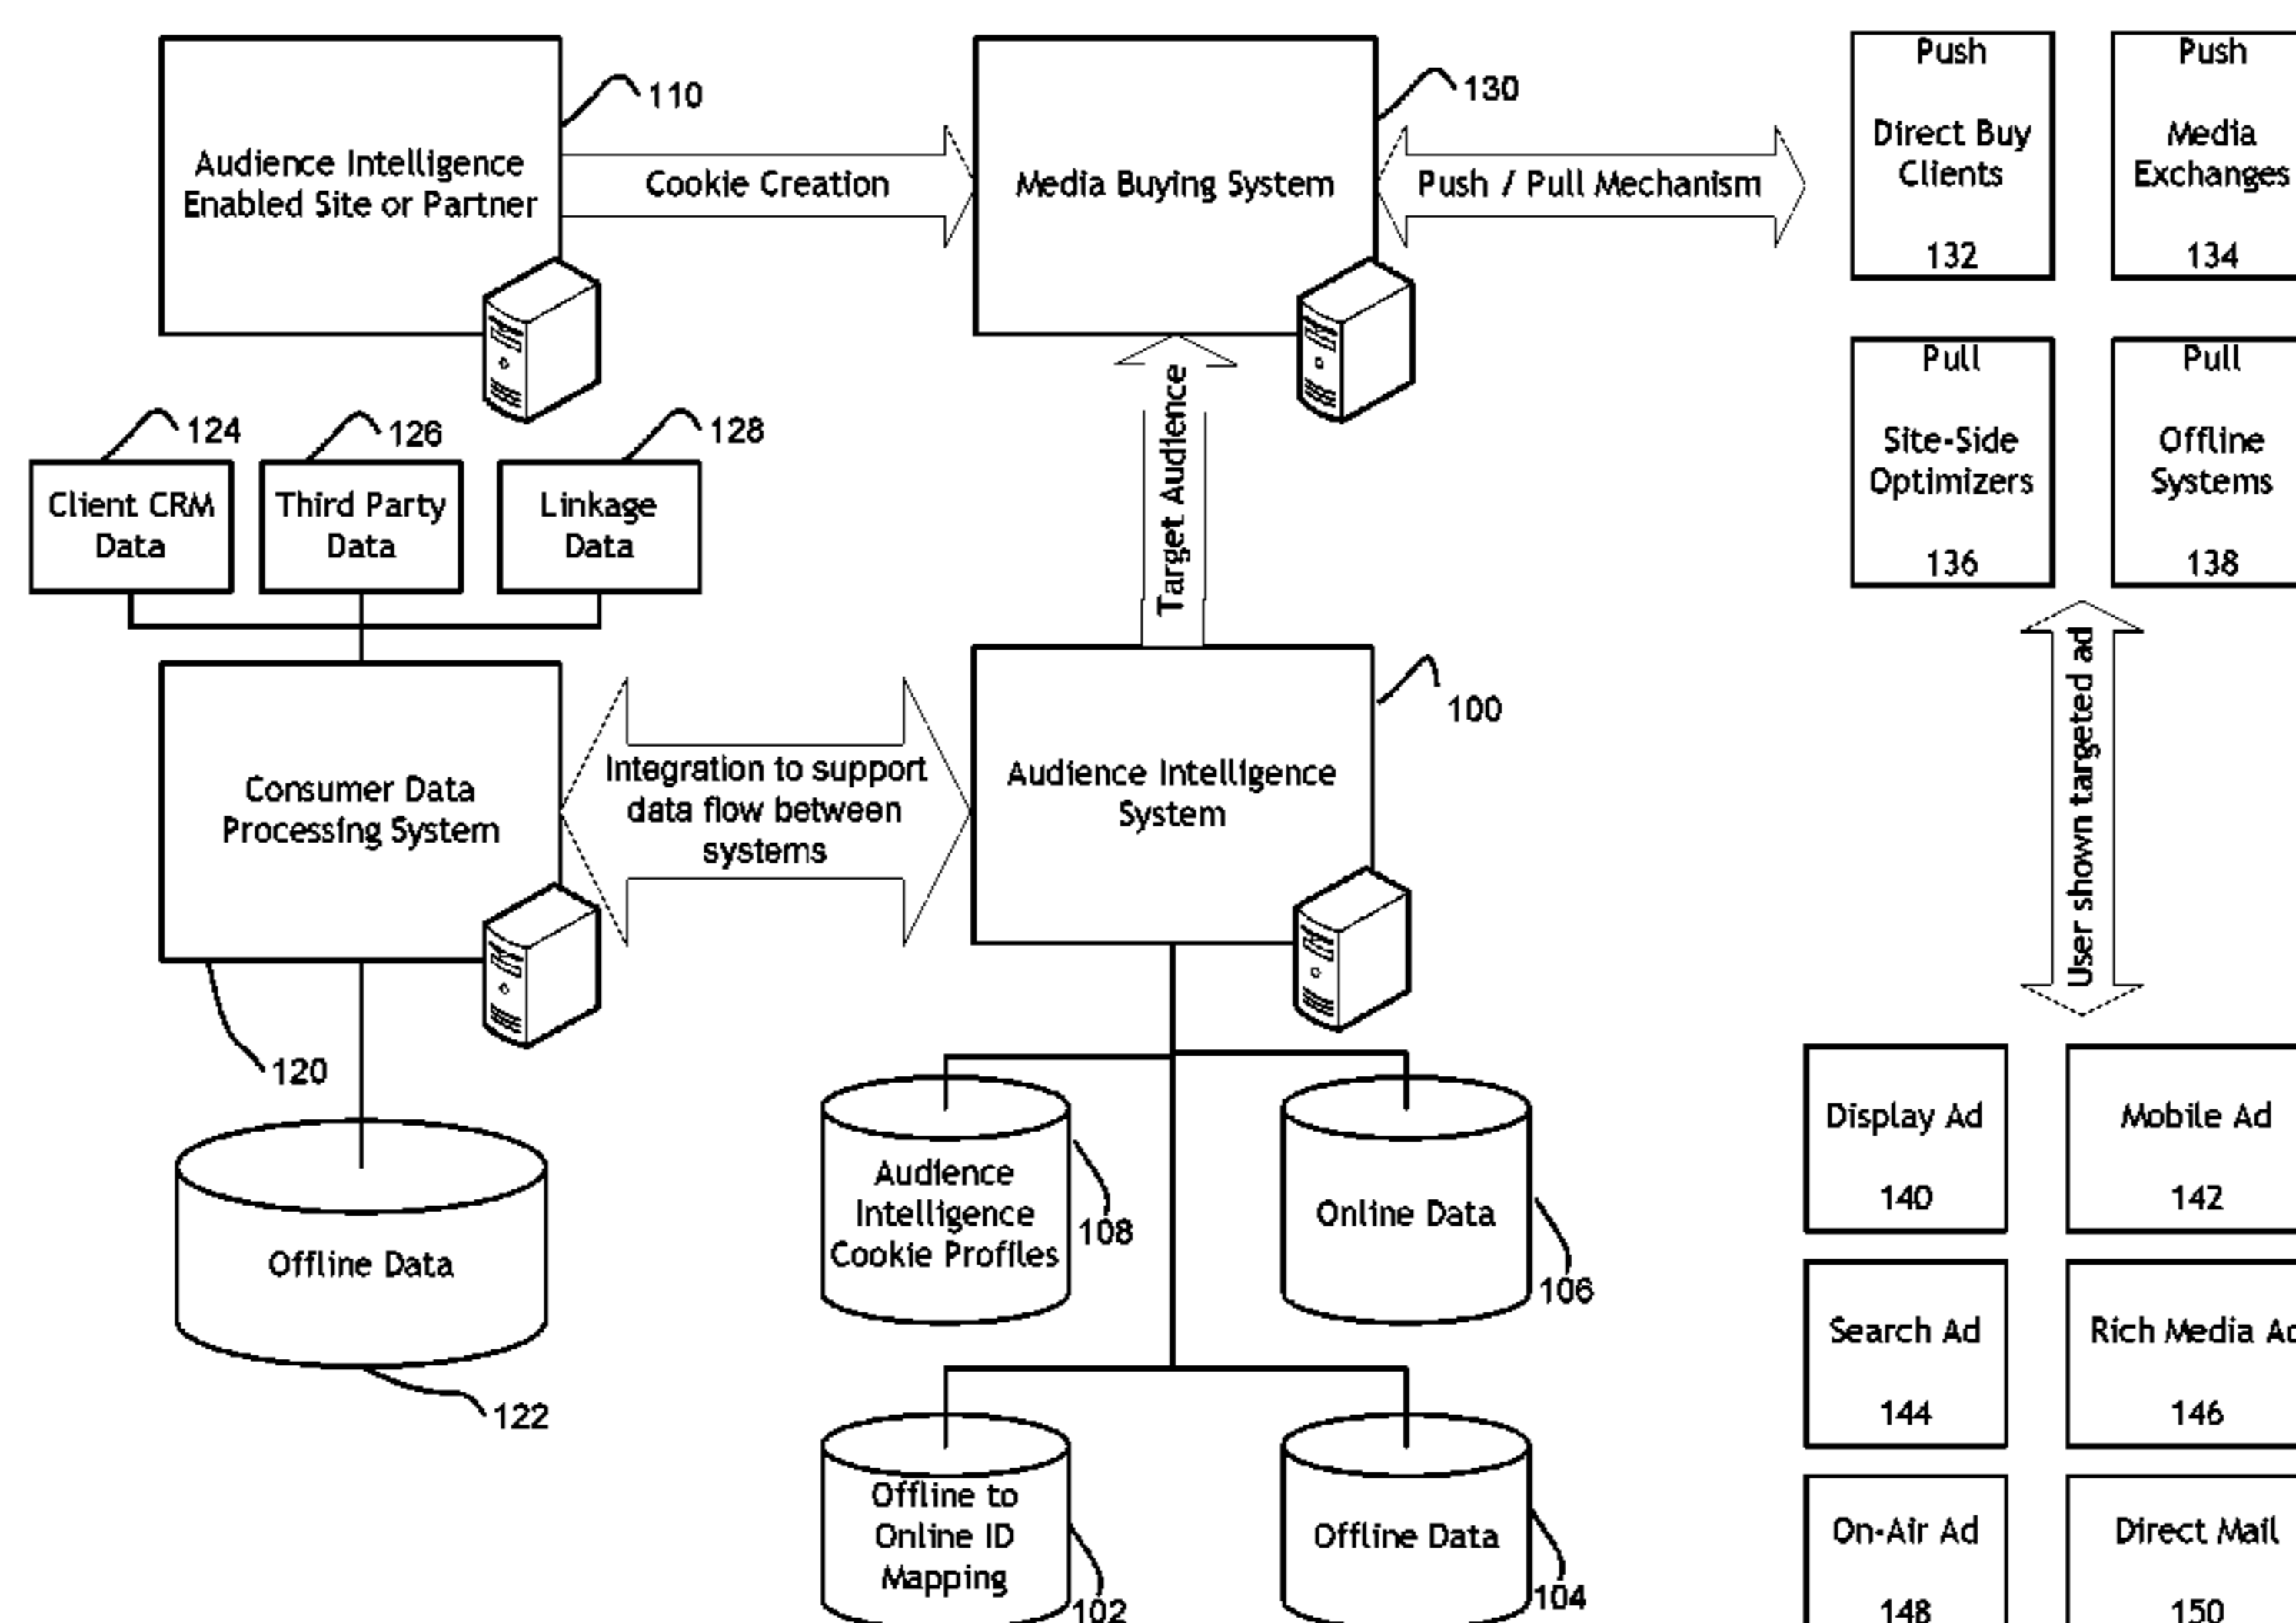 110
Audience Intelligence
Enabled Site or Partner
Cookie Creation
130
Media Buying System
Push / Pull Mechanism
Push
Direct Buy
Clients
132
Push
Media
Exchanges
134
Pull
Site-Side
Optimizers
136
Pull
Offline
Systems
138
124
Client CRM
Data
126
Third Party
Data
128
Linkage
Data
Target Audience
Consumer Data
Processing System
120
Integration to support
data flow between
systems
100
Audience Intelligence
System
User shown targeted ad
Offline Data
122
Audience
Intelligence
Cookie Profiles
108
Online Data
106
Offline to
Online ID
Mapping
102
Offline Data
104
Display Ad
140
Mobile Ad
142
Search Ad
144
Rich Media Ad
146
On-Air Ad
148
Direct Mail
150